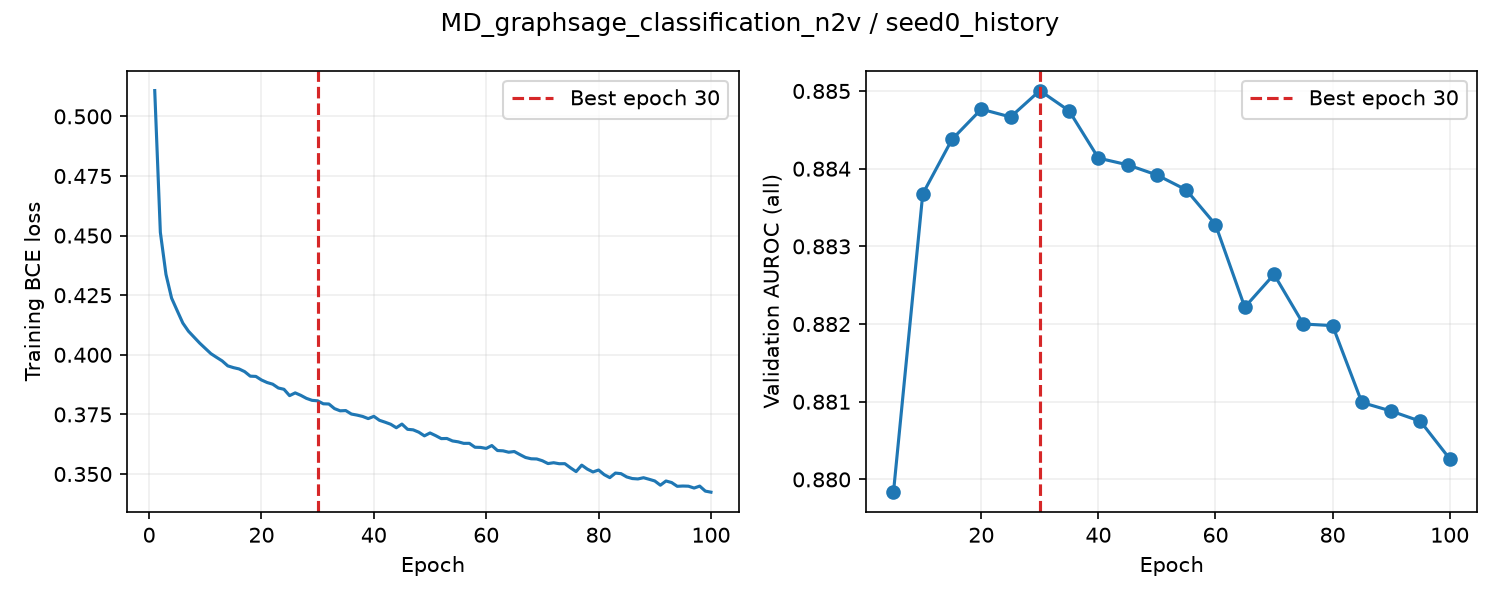 MD_graphsage_classification_n2v / seed0_history
Training BCE loss
0.500
0.475
0.450
0.425
0.400
0.375
0.350
Best epoch 30
0 20 40 60 80 100
Epoch
Validation AUROC (all)
0.885
0.884
0.883
0.882
0.881
0.880
Best epoch 30
20 40 60 80 100
Epoch